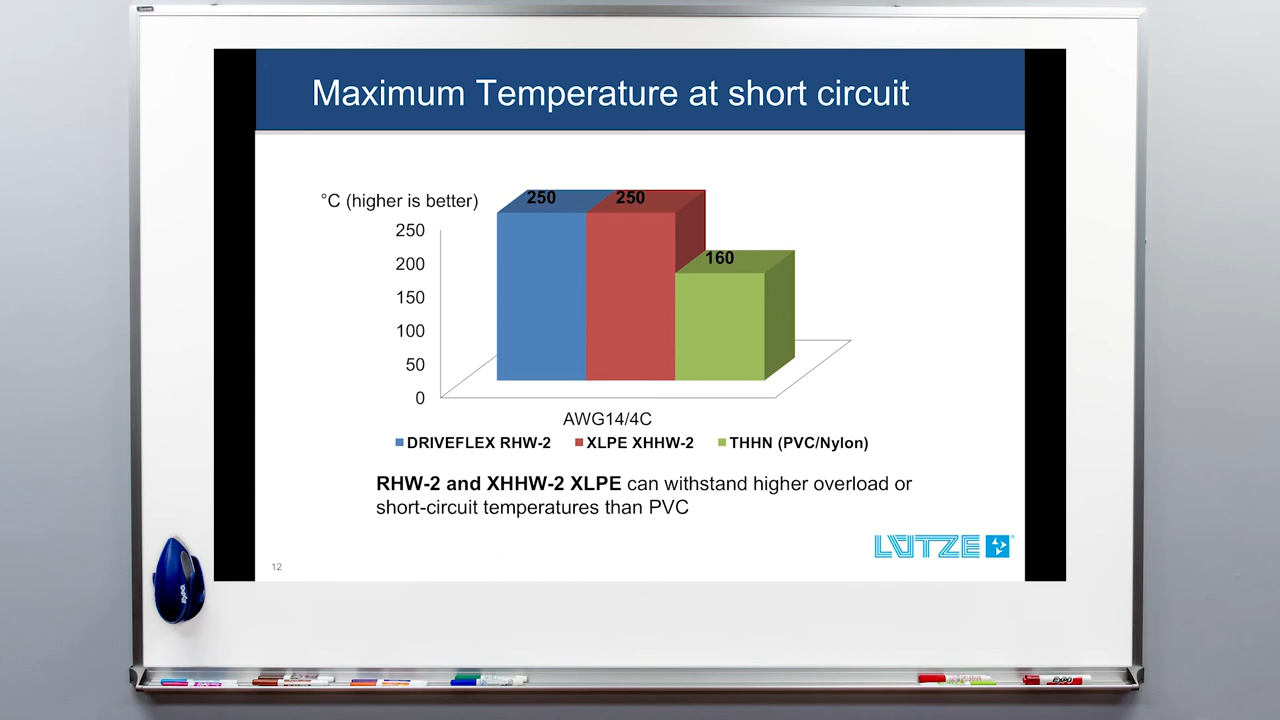 Maximum Temperature at short circuit
°C (higher is better)
250
200
150
100
50
0
250
250
160
AWG14/4C
DRIVEFLEX RHW-2
XLPE XHHW-2
THHN (PVC/Nylon)
RHW-2 and XHHW-2 XLPE can withstand higher overload or
short-circuit temperatures than PVC
LÜTZE
12
EXPO
EXPO